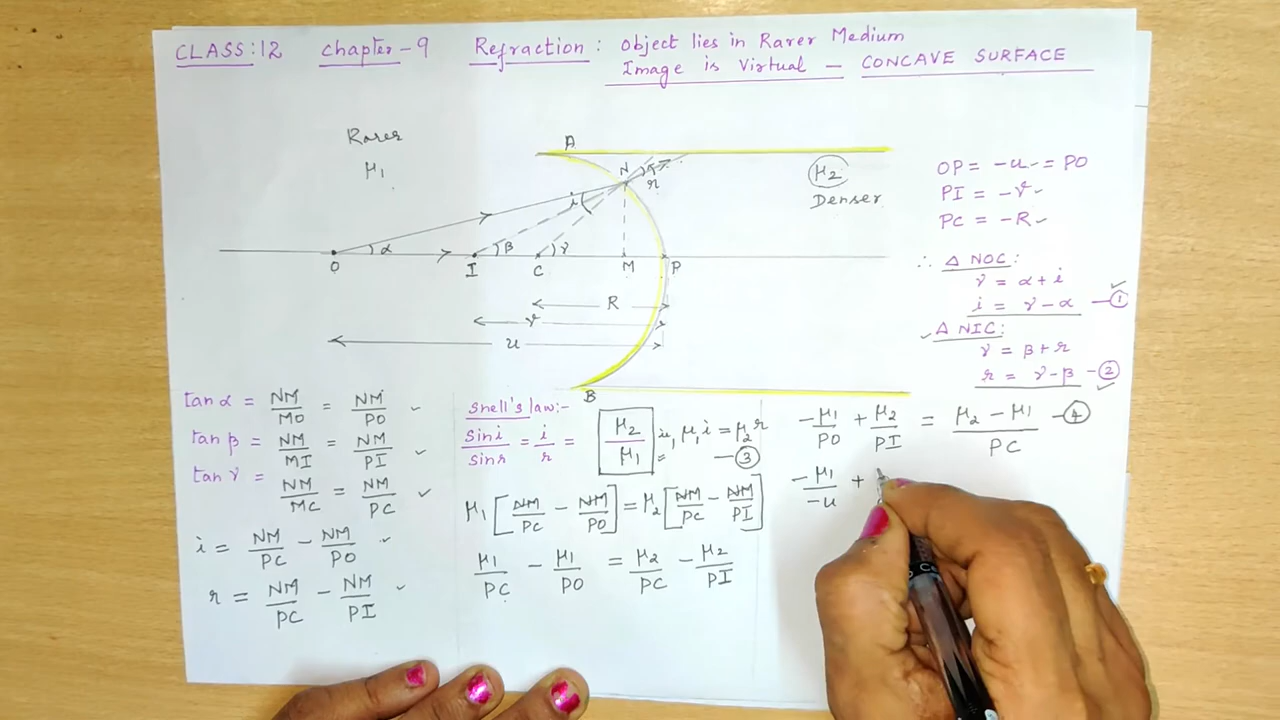 CLASS:12 Chapter-9 Refraction: Object lies in Rarer Medium
Image is Virtual – CONCAVE SURFACE
Rarer
μ1
A
N
r
i
μ2
Denser
α
β
γ
O
I
C
M
P
R
v
u
B
OP = -u = PO
PI = -v
PC = -R
∴ Δ NOC:
γ = α + i
i = γ - α —①
Δ NIC:
γ = β + r
r = γ - β —②
tan α = NM/MO = NM/PO
tan β = NM/MI = NM/PI
tan γ = NM/MC = NM/PC
i = NM/PC - NM/PO
r = NM/PC - NM/PI
Snell's law:-
sin i/sin r = i/r = μ2/μ1 ie, μ1 i = μ2 r —③
μ1 [NM/PC - NM/PO] = μ2 [NM/PC - NM/PI]
μ1/PC - μ1/PO = μ2/PC - μ2/PI
-μ1/PO + μ2/PI = μ2 - μ1/PC —④
-μ1/-u +